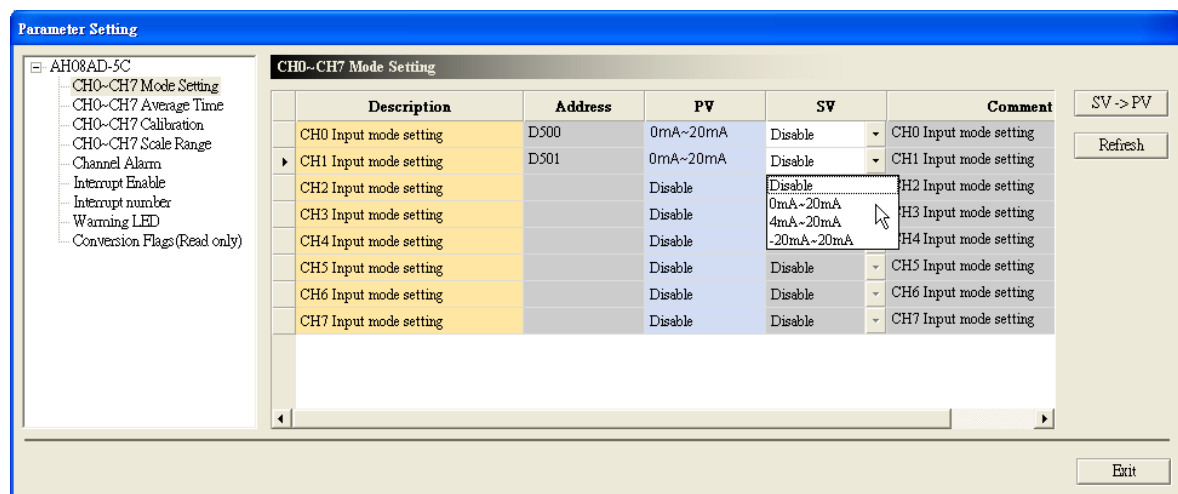 Parameter Setting
AH08AD-5C
CH0~CH7 Mode Setting
CH0~CH7 Average Time
CH0~CH7 Calibration
CH0~CH7 Scale Range
Channel Alarm
Interrupt Enable
Interrupt number
Warming LED
Conversion Flags(Read only)
CH0~CH7 Mode Setting
Description Address PV SV Comment
CH0 Input mode setting D500 0mA~20mA Disable CH0 Input mode setting
CH1 Input mode setting D501 0mA~20mA Disable CH1 Input mode setting
CH2 Input mode setting Disable CH2 Input mode setting
CH3 Input mode setting Disable CH3 Input mode setting
CH4 Input mode setting Disable CH4 Input mode setting
CH5 Input mode setting Disable Disable CH5 Input mode setting
CH6 Input mode setting Disable Disable CH6 Input mode setting
CH7 Input mode setting Disable Disable CH7 Input mode setting
Disable
0mA~20mA
4mA~20mA
-20mA~20mA
SV -> PV
Refresh
Exit